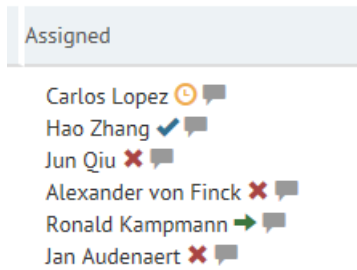 Assigned
Carlos Lopez
Hao Zhang
Jun Qiu
Alexander von Finck
Ronald Kampmann
Jan Audenaert